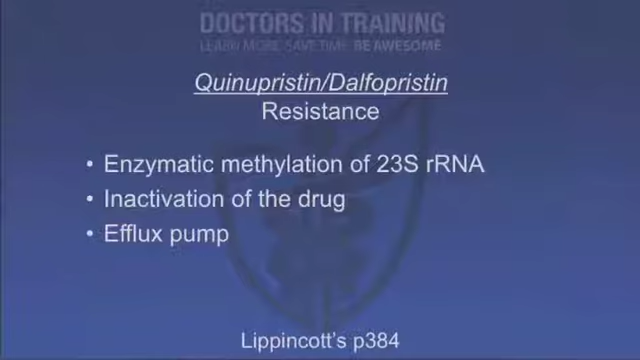 DOCTORS IN TRAINING
LEARN MORE. SAVE TIME. BE AWESOME.
Quinupristin/Dalfopristin
Resistance
• Enzymatic methylation of 23S rRNA
• Inactivation of the drug
• Efflux pump
Lippincott's p384